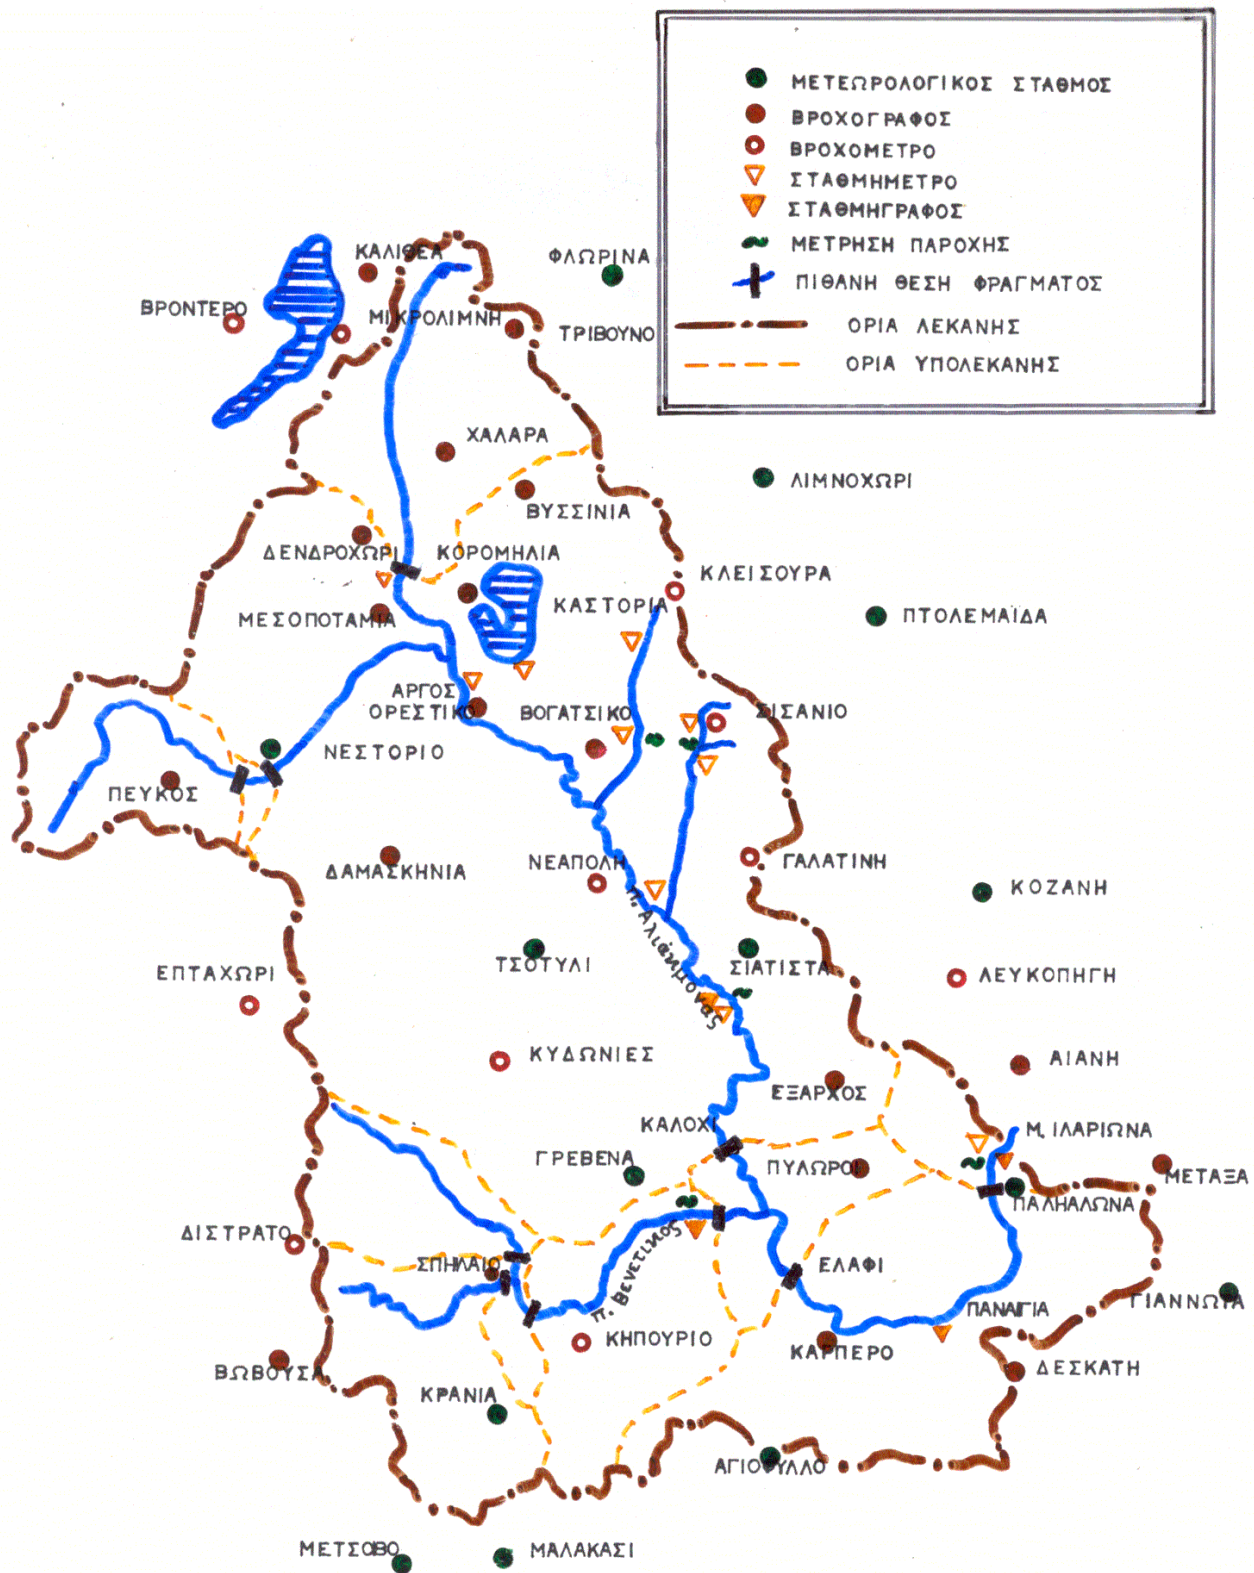 ΜΕΤΕΩΡΟΛΟΓΙΚΟΣ ΣΤΑΘΜΟΣ
ΒΡΟΧΟΓΡΑΦΟΣ
ΒΡΟΧΟΜΕΤΡΟ
ΣΤΑΘΜΗΜΕΤΡΟ
ΣΤΑΘΜΗΓΡΑΦΟΣ
ΜΕΤΡΗΣΗ ΠΑΡΟΧΗΣ
ΠΙΘΑΝΗ ΘΕΣΗ ΦΡΑΓΜΑΤΟΣ
ΟΡΙΑ ΛΕΚΑΝΗΣ
ΟΡΙΑ ΥΠΟΛΕΚΑΝΗΣ
ΚΑΛΙΘΕΑ
ΦΛΩΡΙΝΑ
ΒΡΟΝΤΕΡΟ
ΜΙΚΡΟΛΙΜΝΗ
ΤΡΙΒΟΥΝΟ
ΧΑΛΑΡΑ
ΛΙΜΝΟΧΩΡΙ
ΒΥΣΣΙΝΙΑ
ΔΕΝΔΡΟΧΩΡΙ
ΚΟΡΟΜΗΛΙΑ
ΚΛΕΙΣΟΥΡΑ
ΚΑΣΤΟΡΙΑ
ΠΤΟΛΕΜΑΪΔΑ
ΜΕΣΟΠΟΤΑΜΙΑ
ΑΡΓΟΣ
ΟΡΕΣΤΙΚΟ
ΒΟΓΑΤΣΙΚΟ
ΣΙΣΑΝΙΟ
ΝΕΣΤΟΡΙΟ
ΠΕΥΚΟΣ
ΔΑΜΑΣΚΗΝΙΑ
ΝΕΑΠΟΛΗ
ΓΑΛΑΤΙΝΗ
ΚΟΖΑΝΗ
π. Αλιάκμονας
ΤΣΟΤΥΛΙ
ΣΙΑΤΙΣΤΑ
ΕΠΤΑΧΩΡΙ
ΛΕΥΚΟΠΗΓΗ
ΚΥΔΩΝΙΕΣ
ΑΙΑΝΗ
ΕΞΑΡΧΟΣ
ΚΑΛΟΧΙ
Μ. ΙΛΑΡΙΩΝΑ
ΓΡΕΒΕΝΑ
ΠΥΛΩΡΟΙ
ΜΕΤΑΞΑ
ΠΑΛΗΑΛΩΝΑ
ΔΙΣΤΡΑΤΟ
ΣΠΗΛΑΙΟ
π. Βενετικος
ΕΛΑΦΙ
ΓΙΑΝΝΩΤΑ
ΠΑΝΑΓΙΑ
ΚΗΠΟΥΡΙΟ
ΚΑΡΠΕΡΟ
ΒΩΒΟΥΣΑ
ΔΕΣΚΑΤΗ
ΚΡΑΝΙΑ
ΑΓΙΟΦΥΛΛΟ
ΜΕΤΣΟΒΟ
ΜΑΛΑΚΑΣΙ